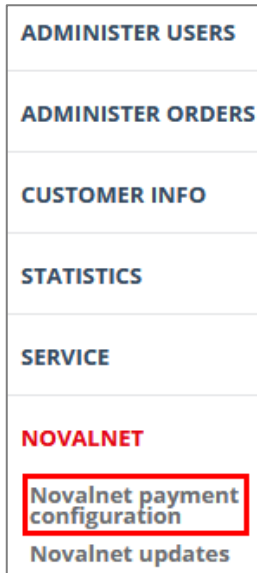 ADMINISTER USERS
ADMINISTER ORDERS
CUSTOMER INFO
STATISTICS
SERVICE
NOVALNET
Novalnet payment
configuration
Novalnet updates